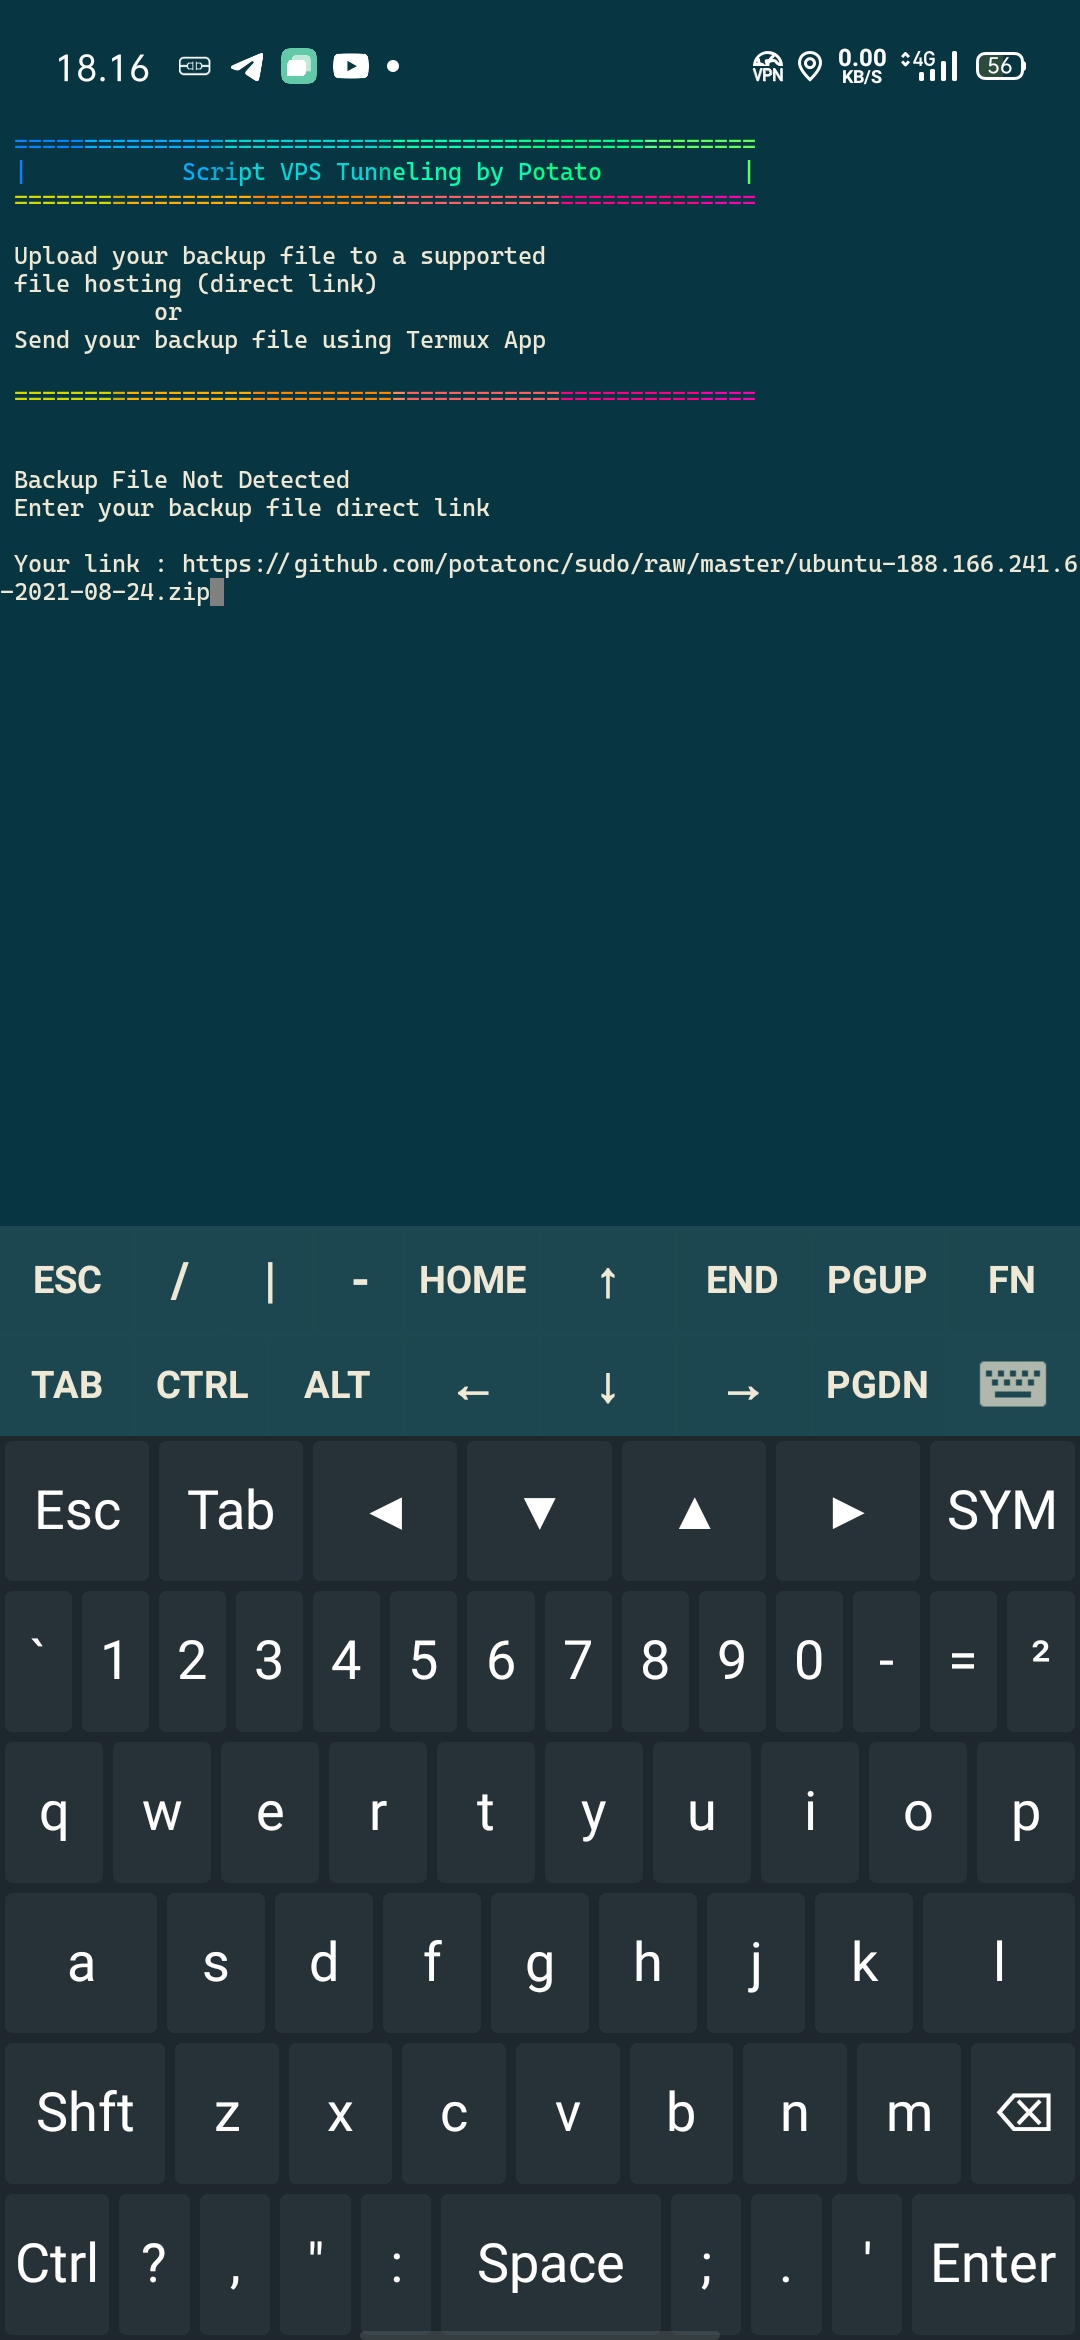 18.16 VPN 0.00 KB/S 4G 56
=====================================================
| Script VPS Tunneling by Potato |
=====================================================
Upload your backup file to a supported
file hosting (direct link)
or
Send your backup file using Termux App
=====================================================
Backup File Not Detected
Enter your backup file direct link
Your link : https://github.com/potatonc/sudo/raw/master/ubuntu-188.166.241.6
-2021-08-24.zip
ESC / | - HOME ↑ END PGUP FN
TAB CTRL ALT ← ↓ → PGDN
Esc Tab ◀ ▼ ▲ ▶ SYM
` 1 2 3 4 5 6 7 8 9 0 - = ²
q w e r t y u i o p
a s d f g h j k l
Shft z x c v b n m
Ctrl ? , " : Space ; . ' Enter